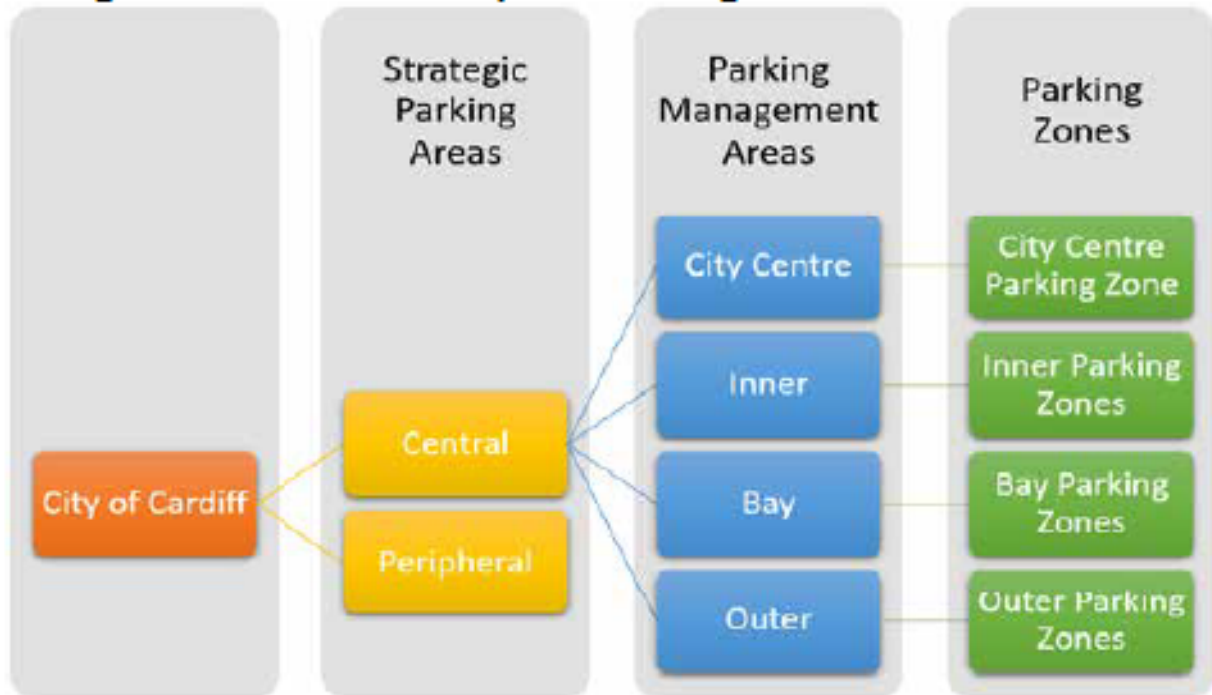 Strategic
Parking
Areas
Parking
Management
Areas
Parking
Zones
City of Cardiff
Central
Peripheral
City Centre
Inner
Bay
Outer
City Centre
Parking Zone
Inner Parking
Zones
Bay Parking
Zones
Outer Parking
Zones